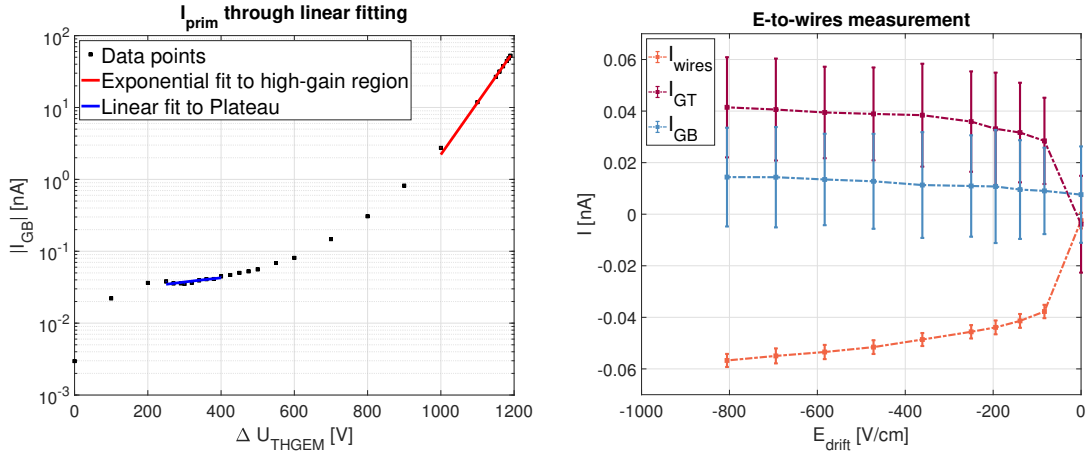 I_prim through linear fitting
10^2
10^1
10^0
10^-1
10^-2
10^-3
|I_GB| [nA]
Data points
Exponential fit to high-gain region
Linear fit to Plateau
0 200 400 600 800 1000 1200
Δ U_THGEM [V]
E-to-wires measurement
0.06
0.04
0.02
0
-0.02
-0.04
-0.06
I [nA]
I_wires
I_GT
I_GB
-1000 -800 -600 -400 -200 0
E_drift [V/cm]